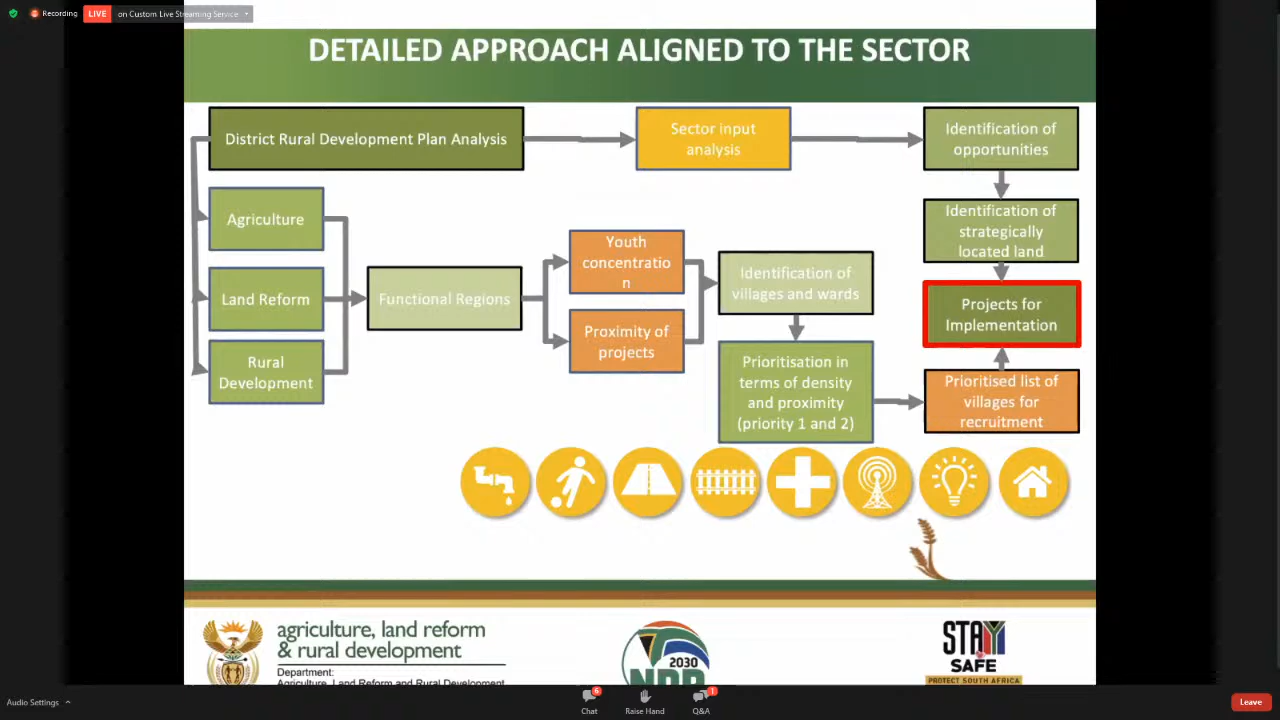 Recording
LIVE
on Custom Live Streaming Service
DETAILED APPROACH ALIGNED TO THE SECTOR
District Rural Development Plan Analysis
Sector input
analysis
Identification of
opportunities
Agriculture
Identification of
strategically
located land
Youth
concentratio
n
Identification of
villages and wards
Land Reform
Functional Regions
Projects for
Implementation
Proximity of
projects
Rural
Development
Prioritisation in
terms of density
and proximity
(priority 1 and 2)
Prioritised list of
villages for
recruitment
agriculture, land reform
& rural development
Department:
Agriculture, Land Reform and Rural Development
2030
NDP
STAY
SAFE
PROTECT SOUTH AFRICA
Audio Settings
6
Chat
Raise Hand
1
Q&A
Leave